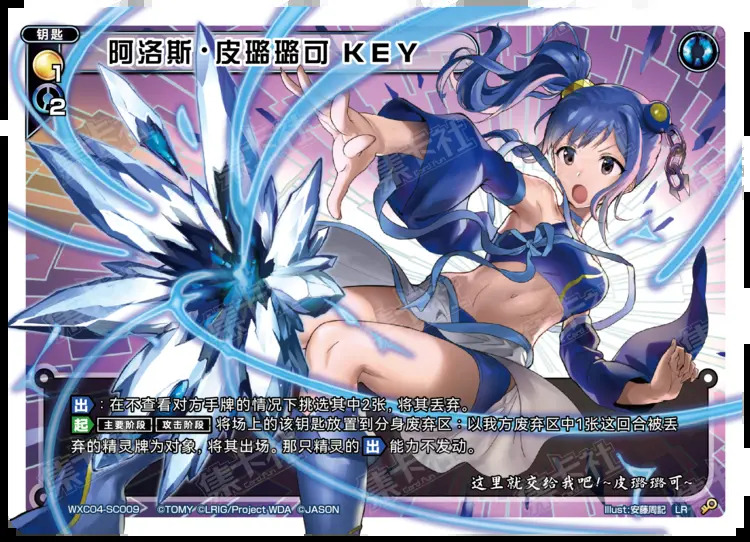 钥匙
阿洛斯·皮璐璐可 KEY
1
2
出：在不查看对方手牌的情况下挑选其中2张，将其丢弃。
起 主要阶段 攻击阶段 将场上的该钥匙放置到分身废弃区：以我方废弃区中1张这回合被丢
弃的精灵牌为对象，将其出场。那只精灵的 出 能力不发动。
这里就交给我吧!~皮璐璐可~
WXC04-SC009 ©TOMY ©LRIG/Project WDA ©JASON Illust:安藤周記 LR
集卡社